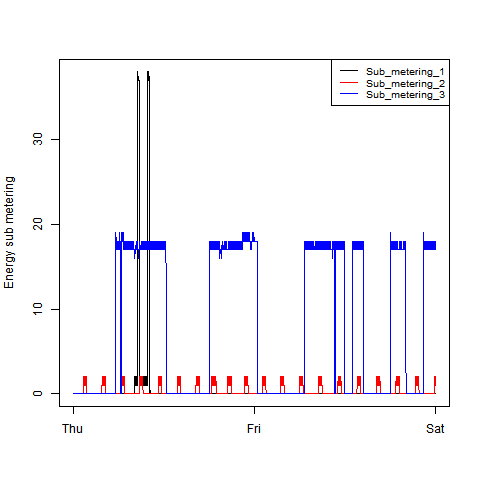 Sub_metering_1
Sub_metering_2
Sub_metering_3
Energy sub metering
30
20
10
0
Thu
Fri
Sat